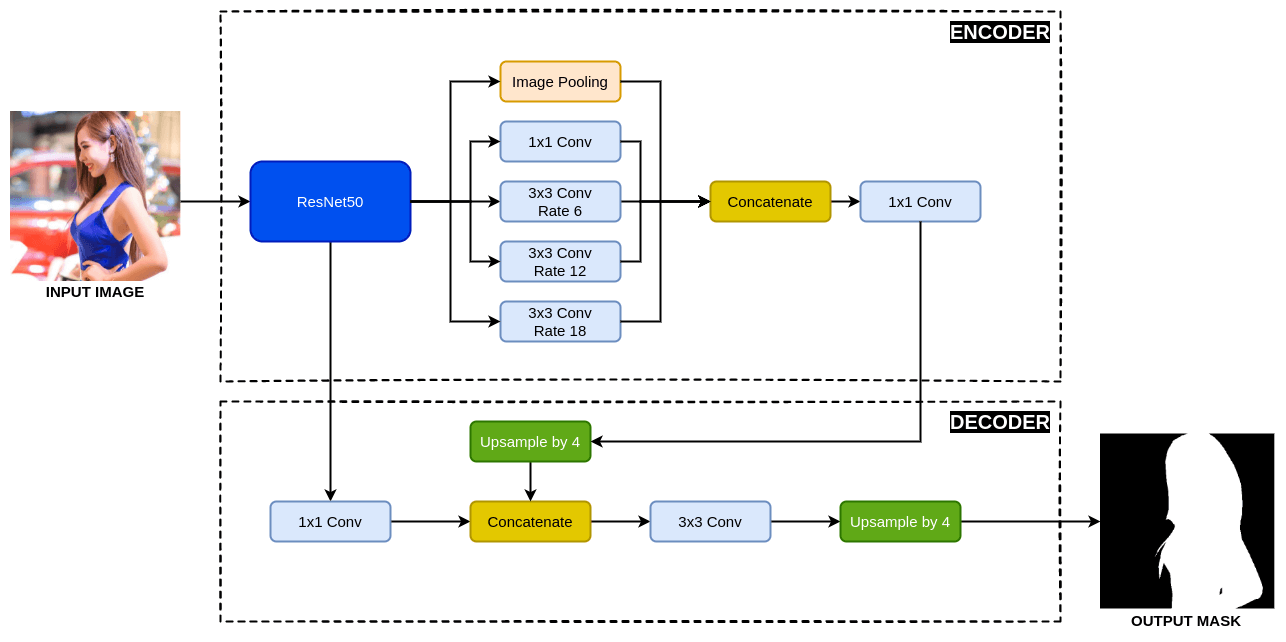 ENCODER
Image Pooling
1x1 Conv
ResNet50
3x3 Conv
Rate 6
Concatenate
1x1 Conv
3x3 Conv
Rate 12
INPUT IMAGE
3x3 Conv
Rate 18
DECODER
Upsample by 4
1x1 Conv
Concatenate
3x3 Conv
Upsample by 4
OUTPUT MASK